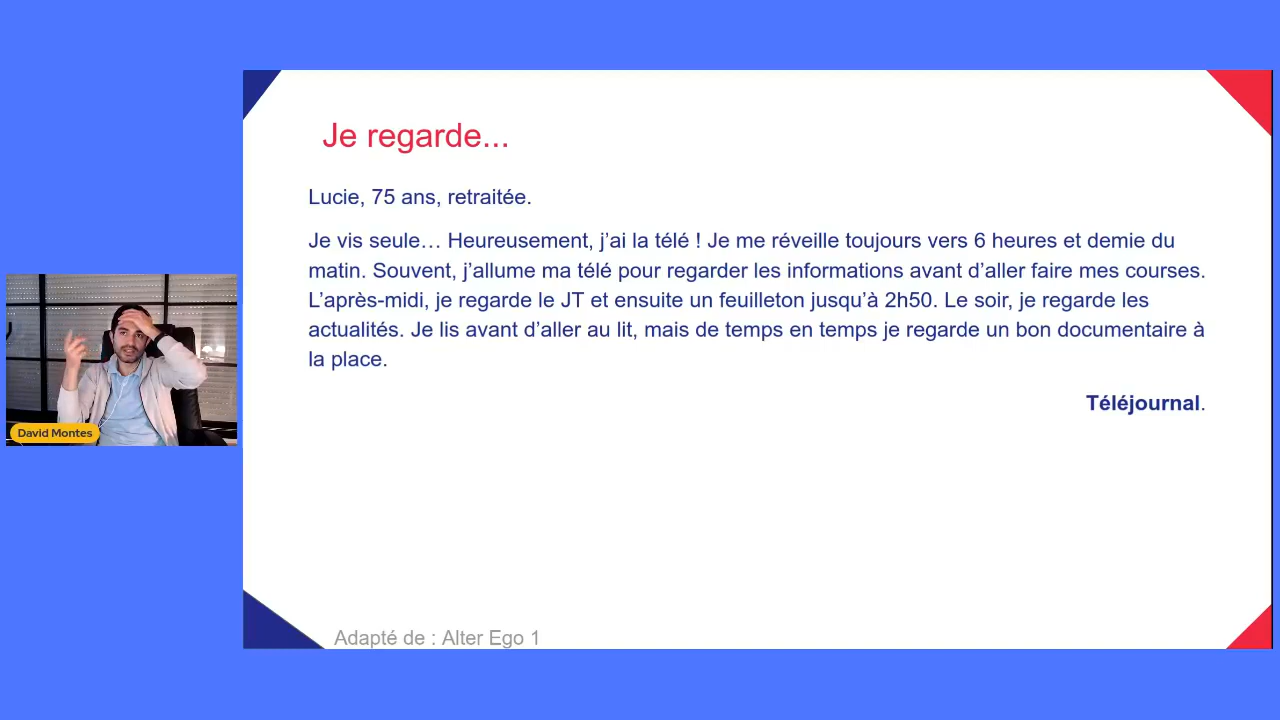 Je regarde...
Lucie, 75 ans, retraitée.
Je vis seule… Heureusement, j’ai la télé ! Je me réveille toujours vers 6 heures et demie du
matin. Souvent, j’allume ma télé pour regarder les informations avant d’aller faire mes courses.
L’après-midi, je regarde le JT et ensuite un feuilleton jusqu’à 2h50. Le soir, je regarde les
actualités. Je lis avant d’aller au lit, mais de temps en temps je regarde un bon documentaire à
la place.
Téléjournal.
David Montes
Adapté de : Alter Ego 1